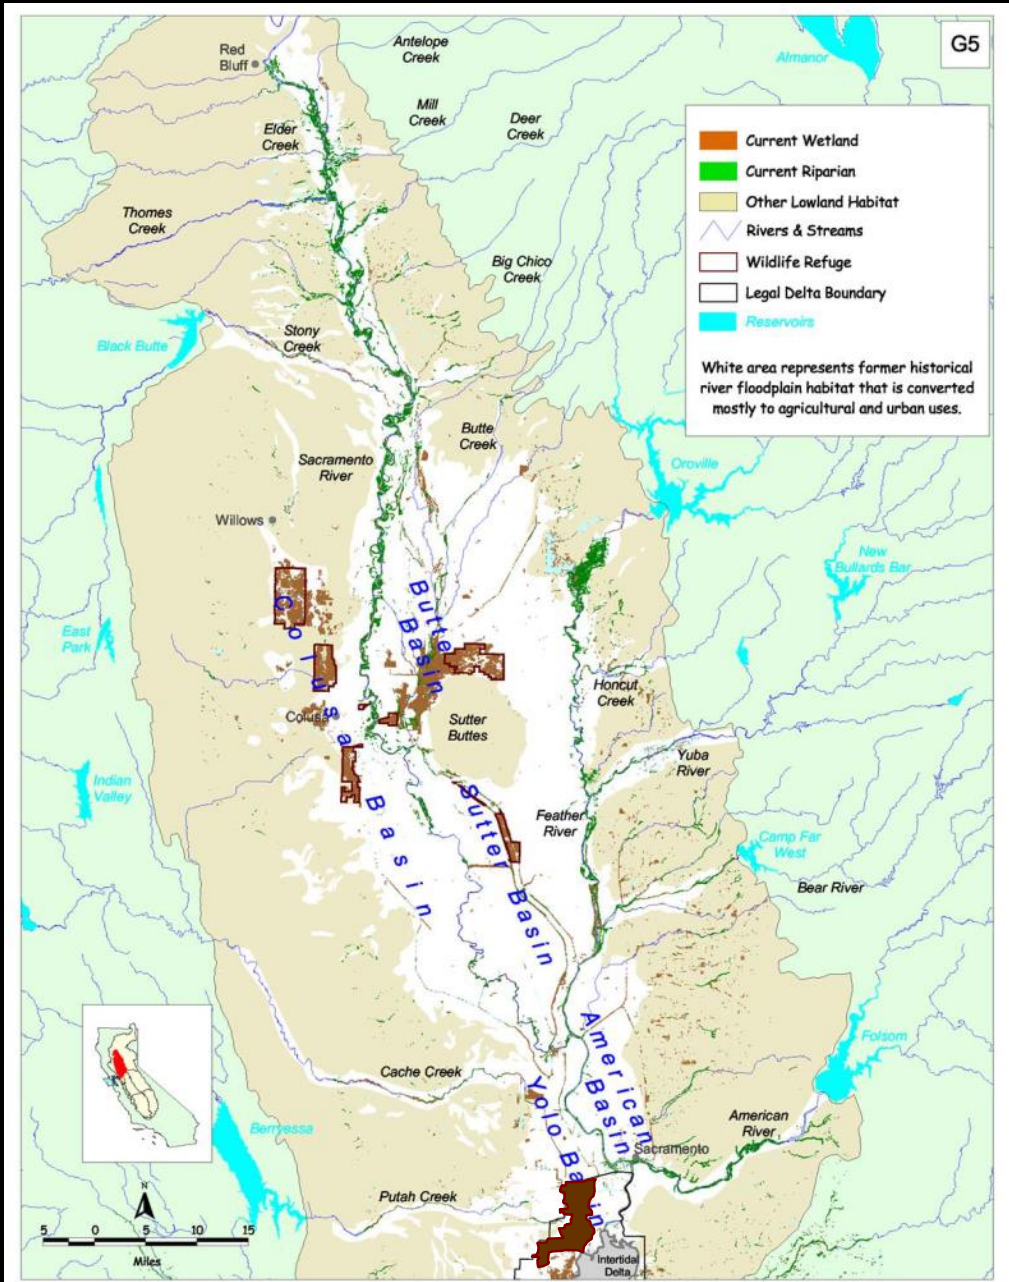 G5
Red
Bluff
Antelope
Creek
Almanor
Mill
Creek
Deer
Creek
Elder
Creek
Current Wetland
Current Riparian
Other Lowland Habitat
Rivers & Streams
Wildlife Refuge
Legal Delta Boundary
Reservoirs
White area represents former historical
river floodplain habitat that is converted
mostly to agricultural and urban uses.
Thomes
Creek
Big Chico
Creek
Black Butte
Stony
Creek
Butte
Creek
Sacramento
River
Oroville
Willows
New
Bullards Bar
Butte
Basin
Colusa Basin
East
Park
Honcut
Creek
Colusa
Sutter
Buttes
Yuba
River
Indian
Valley
Sutter Basin
Feather
River
Camp Far
West
Bear River
American
Basin
Folsom
Cache Creek
Yolo Basin
American
River
Berryessa
Sacramento
Putah Creek
Intertidal
Delta
N
5 0 5 10 15
Miles